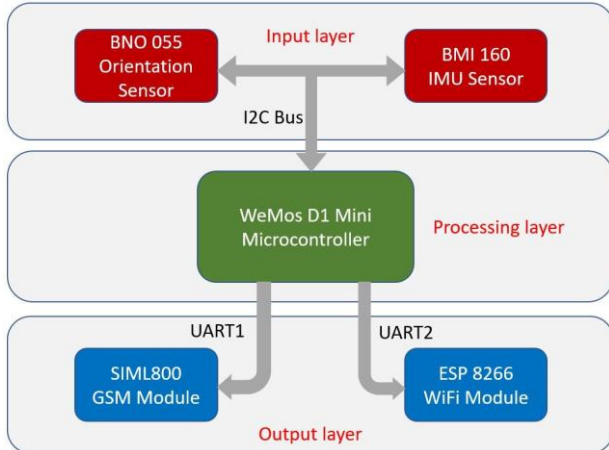 BNO 055
Orientation
Sensor
Input layer
BMI 160
IMU Sensor
I2C Bus
WeMos D1 Mini
Microcontroller
Processing layer
UART1
UART2
SIML800
GSM Module
ESP 8266
WiFi Module
Output layer